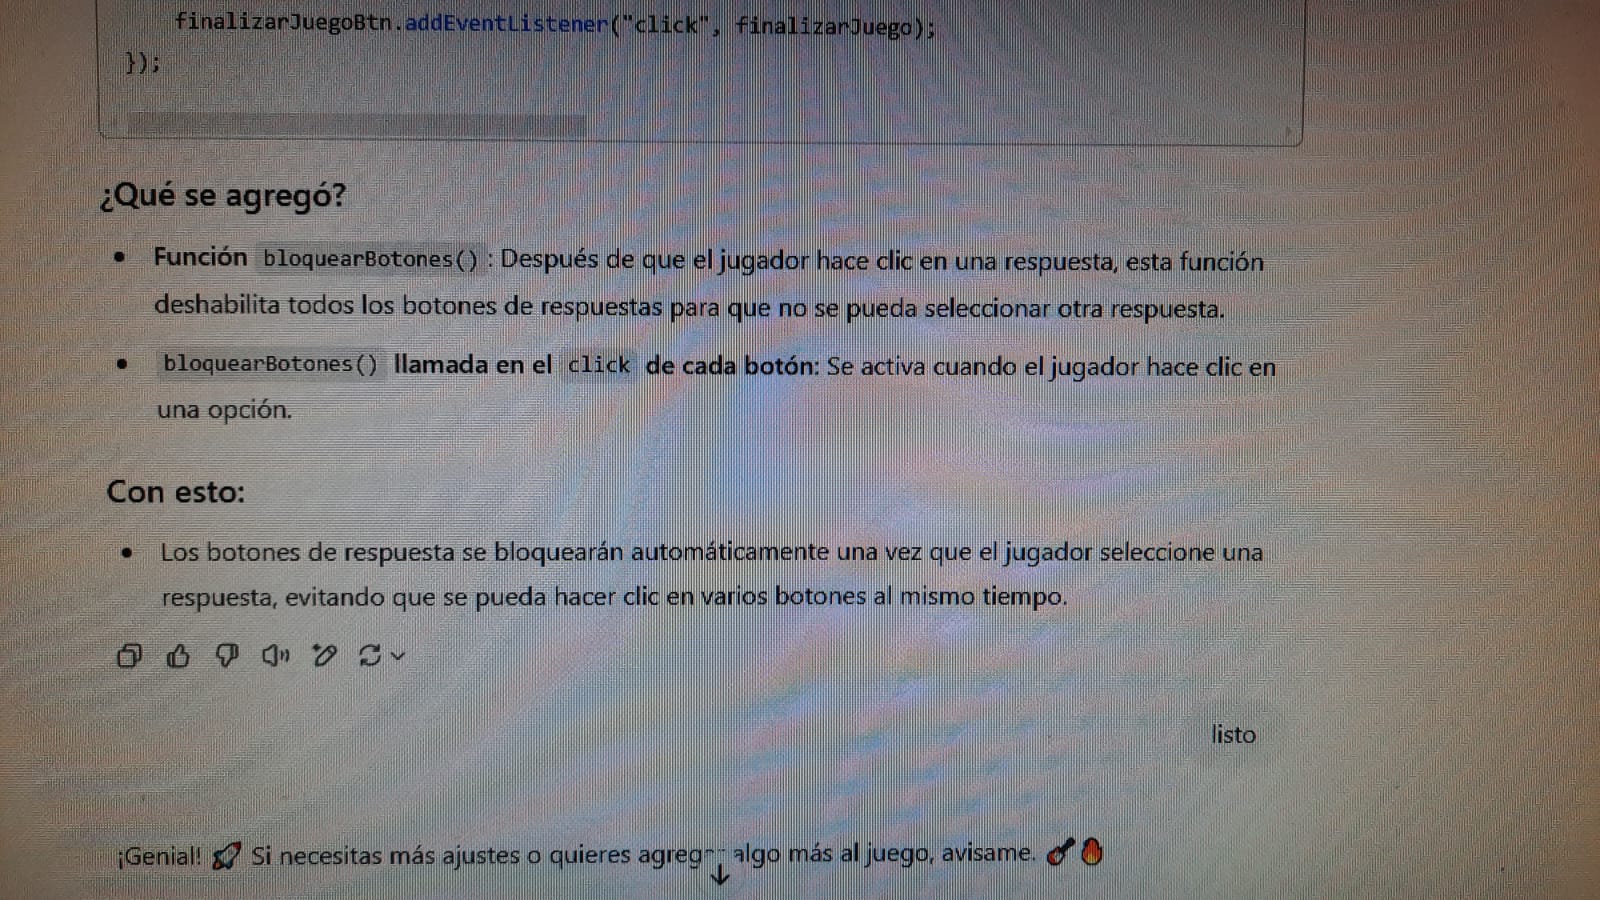 finalizarJuegoBtn.addEventListener("click", finalizarJuego);
});
¿Qué se agregó?
• Función bloquearBotones() : Después de que el jugador hace clic en una respuesta, esta función
deshabilita todos los botones de respuestas para que no se pueda seleccionar otra respuesta.
• bloquearBotones() llamada en el click de cada botón: Se activa cuando el jugador hace clic en
una opción.
Con esto:
• Los botones de respuesta se bloquearán automáticamente una vez que el jugador seleccione una
respuesta, evitando que se pueda hacer clic en varios botones al mismo tiempo.
listo
¡Genial! 🚀 Si necesitas más ajustes o quieres agregar algo más al juego, avisame. 🎸🔥